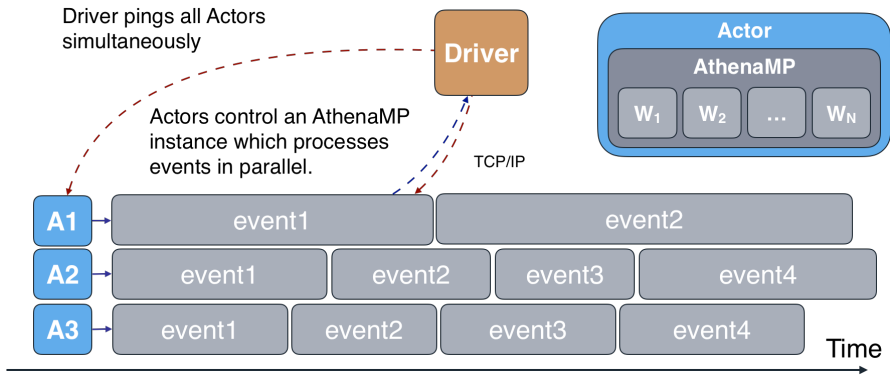 Driver pings all Actors
simultaneously
Driver
Actor
AthenaMP
W1 W2 ... WN
Actors control an AthenaMP
instance which processes
events in parallel.
TCP/IP
A1 event1 event2
A2 event1 event2 event3 event4
A3 event1 event2 event3 event4
Time